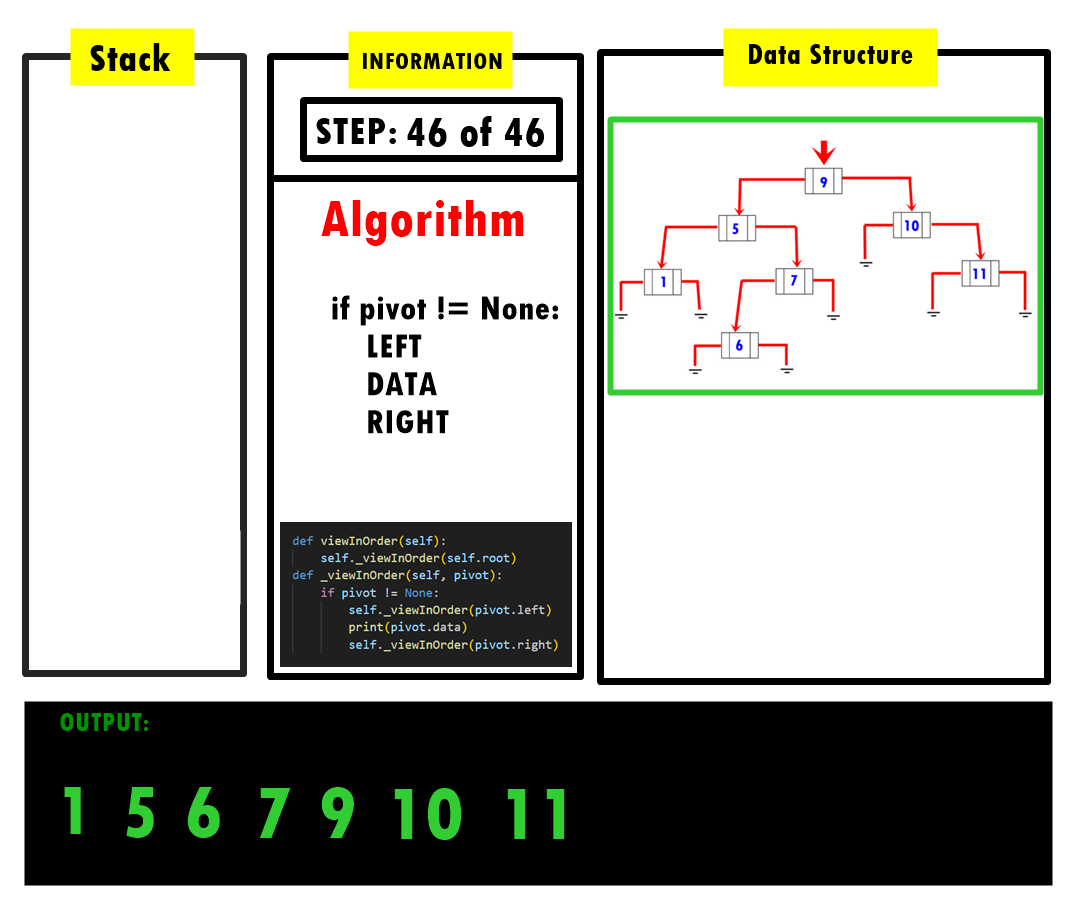 Stack
INFORMATION
STEP: 46 of 46
Algorithm
if pivot != None:
LEFT
DATA
RIGHT
def viewInOrder(self):
self._viewInOrder(self.root)
def _viewInOrder(self, pivot):
if pivot != None:
self._viewInOrder(pivot.left)
print(pivot.data)
self._viewInOrder(pivot.right)
Data Structure
9
5
10
1
7
11
6
OUTPUT:
1 5 6 7 9 10 11